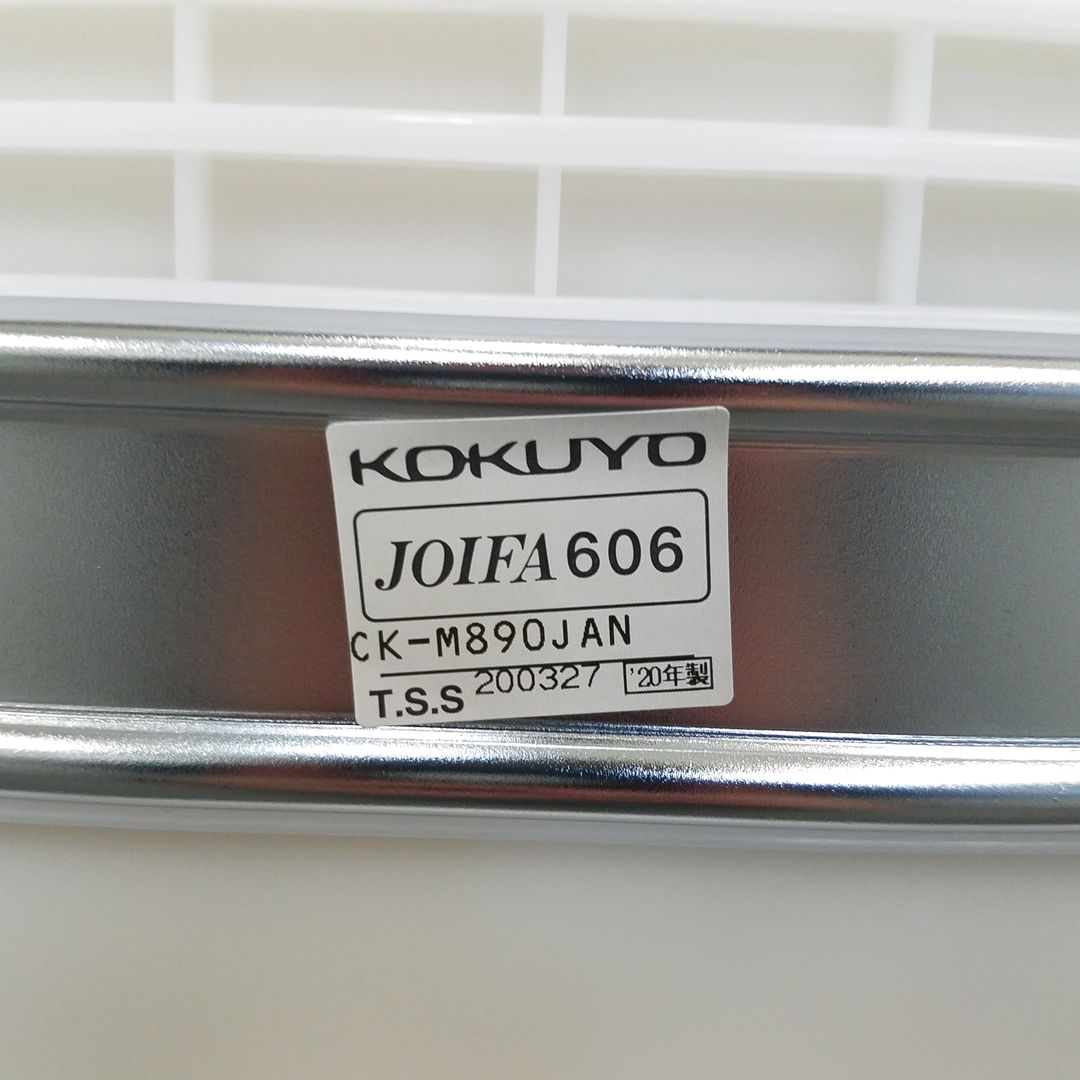 KOKUYO
JOIFA 606
CK-M890JAN
T.S.S 200327 '20年製